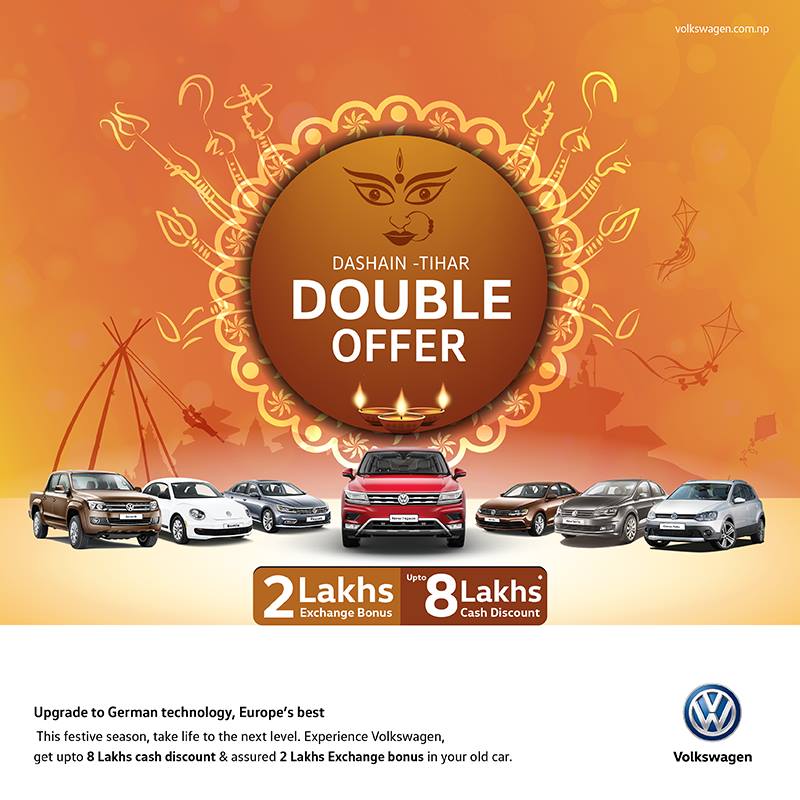 volkswagen.com.np
DASHAIN -TIHAR
DOUBLE
OFFER
2 Lakhs
Exchange Bonus
Upto 8 Lakhs*
Cash Discount
Upgrade to German technology, Europe's best
This festive season, take life to the next level. Experience Volkswagen,
get upto 8 Lakhs cash discount & assured 2 Lakhs Exchange bonus in your old car.
Volkswagen